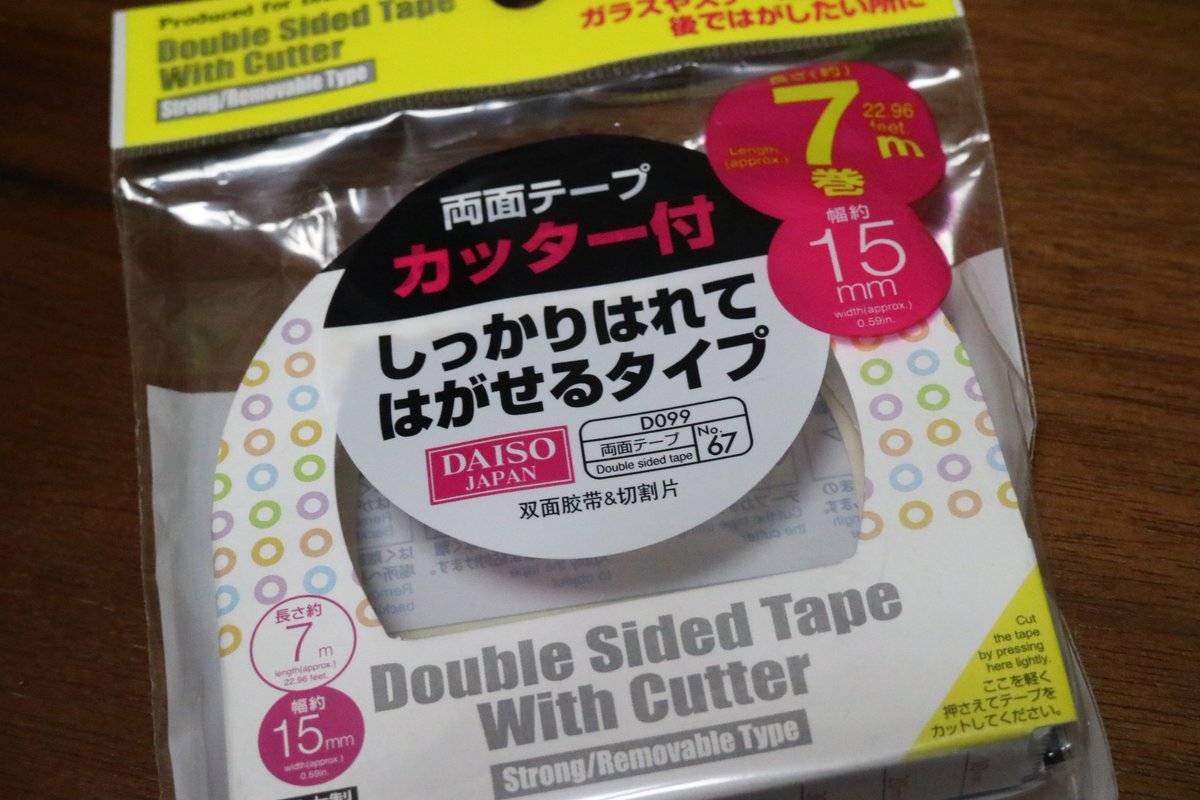 Produced for
Double Sided Tape
With Cutter
Strong/Removable Type
後ではがしたい所に
長さ(約)
7m
巻
22.96
feet.
Length
(approx.)
幅約
15
mm
width(approx.)
0.59in.
両面テープ
カッター付
しっかりはれて
はがせるタイプ
DAISO
JAPAN
D099
両面テープ
Double sided tape
No.
67
双面胶带&切割片
長さ約
7m
length(approx.)
22.96 feet.
幅約
15mm
width(approx.)
0.59in.
Double Sided Tape
With Cutter
Strong/Removable Type
Cut
the tape
by pressing
here lightly.
ここを軽く
押さえてテープを
カットしてください。